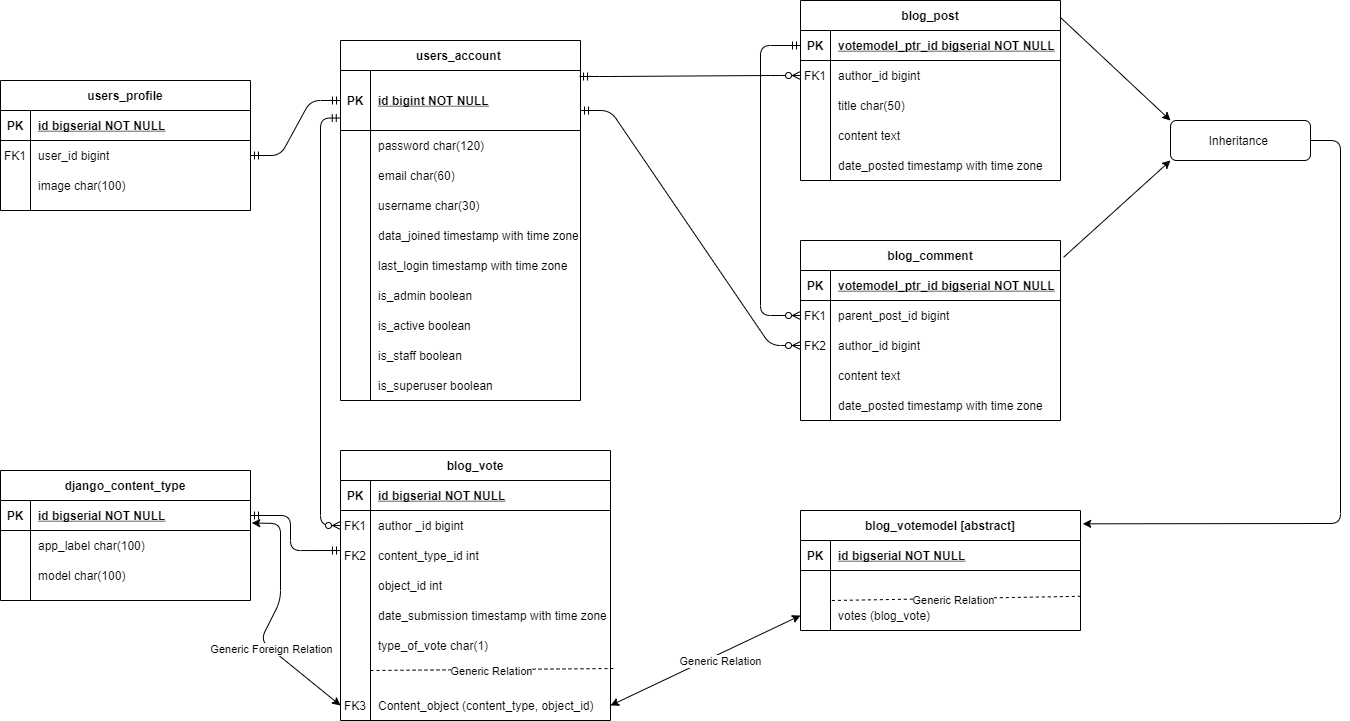 users_profile
PK id bigserial NOT NULL
FK1 user_id bigint
image char(100)
users_account
PK id bigint NOT NULL
password char(120)
email char(60)
username char(30)
data_joined timestamp with time zone
last_login timestamp with time zone
is_admin boolean
is_active boolean
is_staff boolean
is_superuser boolean
blog_post
PK votemodel_ptr_id bigserial NOT NULL
FK1 author_id bigint
title char(50)
content text
date_posted timestamp with time zone
Inheritance
blog_comment
PK votemodel_ptr_id bigserial NOT NULL
FK1 parent_post_id bigint
FK2 author_id bigint
content text
date_posted timestamp with time zone
django_content_type
PK id bigserial NOT NULL
app_label char(100)
model char(100)
Generic Foreign Relation
blog_vote
PK id bigserial NOT NULL
FK1 author _id bigint
FK2 content_type_id int
object_id int
date_submission timestamp with time zone
type_of_vote char(1)
Generic Relation
FK3 Content_object (content_type, object_id)
Generic Relation
blog_votemodel [abstract]
PK id bigserial NOT NULL
Generic Relation
votes (blog_vote)